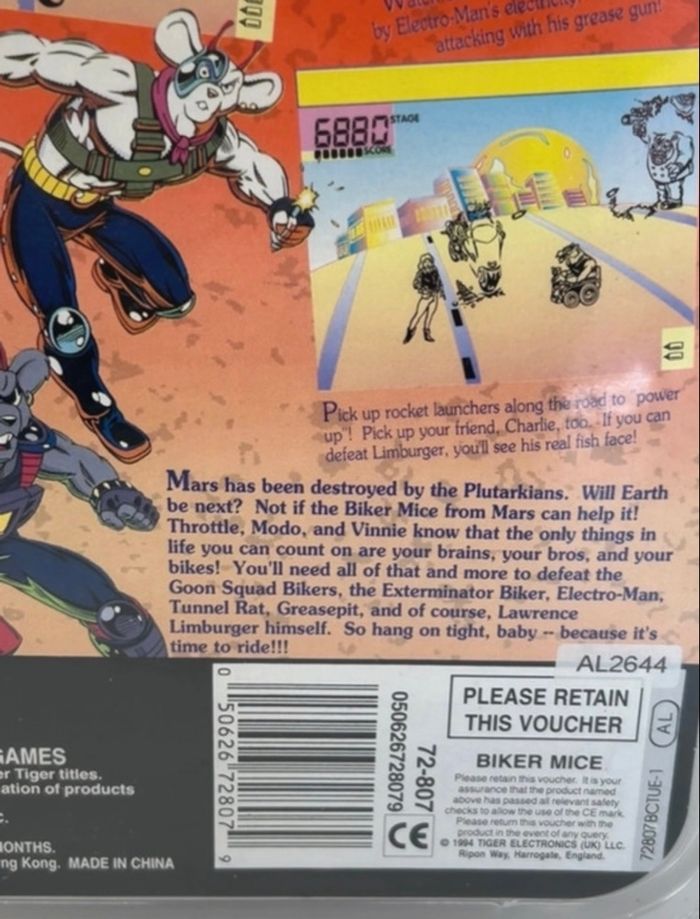 by Electro-Man's electricity
attacking with his grease gun!
6880 STAGE
SCORE
Pick up rocket launchers along the road to "power
up"! Pick up your friend, Charlie, too. If you can
defeat Limburger, you'll see his real fish face!
Mars has been destroyed by the Plutarkians. Will Earth
be next? Not if the Biker Mice from Mars can help it!
Throttle, Modo, and Vinnie know that the only things in
life you can count on are your brains, your bros, and your
bikes! You'll need all of that and more to defeat the
Goon Squad Bikers, the Exterminator Biker, Electro-Man,
Tunnel Rat, Greasepit, and of course, Lawrence
Limburger himself. So hang on tight, baby -- because it's
time to ride!!!
GAMES
er Tiger titles.
ation of products
C.
MONTHS.
ng Kong. MADE IN CHINA
0 50626 72807 9
050626728079
72-807
CE
AL2644
PLEASE RETAIN
THIS VOUCHER
AL
BIKER MICE
Please retain this voucher. It is your
assurance that the product named
above has passed all relevant safety
checks to allow the use of the CE mark.
Please return this voucher with the
product in the event of any query.
© 1994 TIGER ELECTRONICS (UK) LLC.
Ripon Way, Harrogate, England.
72807BCTUE-1